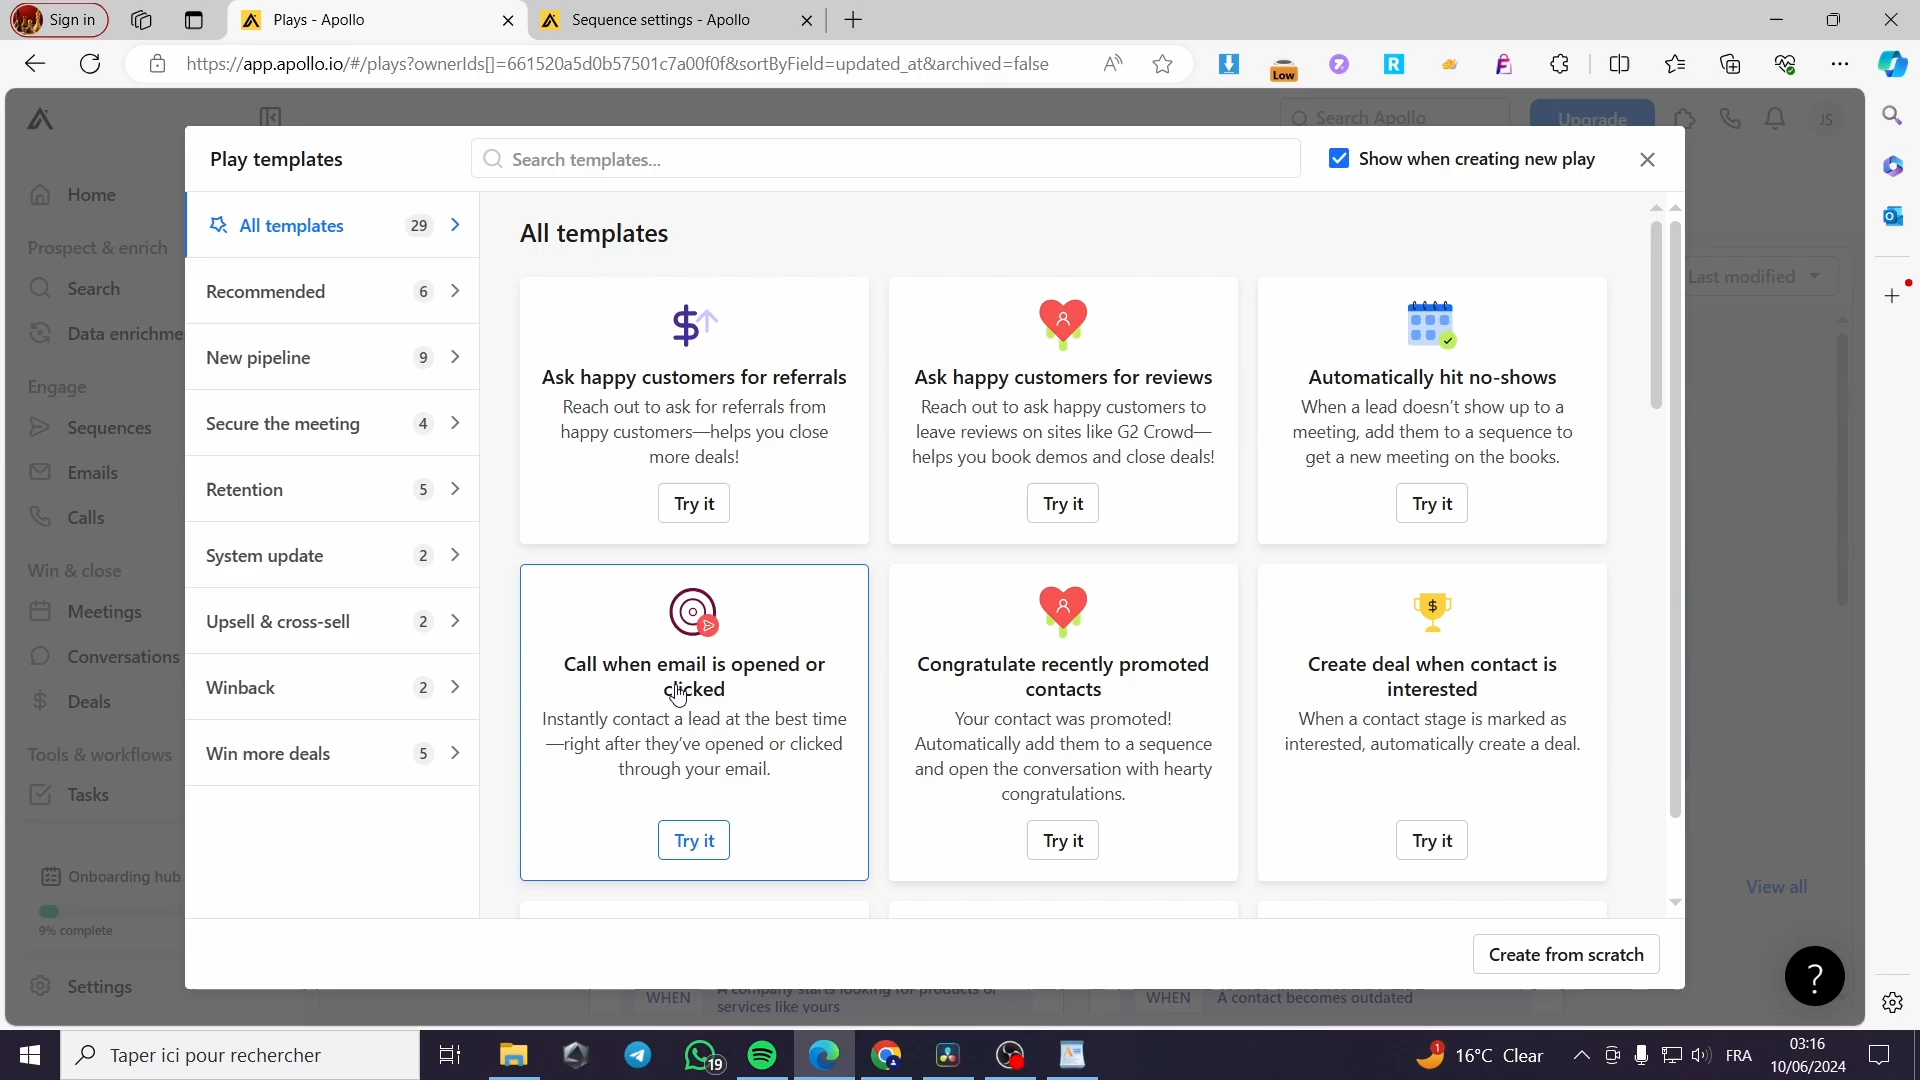 Sign in
Plays - Apollo
Sequence settings - Apollo
https://app.apollo.io/#/plays?ownerIds[]=661520a5d0b57501c7a00f0f&sortByField=updated_at&archived=false
Low
Search Apollo
Upgrade
JS
Play templates
Search templates...
Show when creating new play
Home
Prospect & enrich
Search
Data enrichme
Engage
Sequences
Emails
Calls
Win & close
Meetings
Conversations
Deals
Tools & workflows
Tasks
Onboarding hub
9% complete
Settings
All templates 29
Recommended 6
New pipeline 9
Secure the meeting 4
Retention 5
System update 2
Upsell & cross-sell 2
Winback 2
Win more deals 5
All templates
Ask happy customers for referrals
Reach out to ask for referrals from
happy customers—helps you close
more deals!
Try it
Ask happy customers for reviews
Reach out to ask happy customers to
leave reviews on sites like G2 Crowd—
helps you book demos and close deals!
Try it
Automatically hit no-shows
When a lead doesn't show up to a
meeting, add them to a sequence to
get a new meeting on the books.
Try it
Call when email is opened or
clicked
Instantly contact a lead at the best time
—right after they've opened or clicked
through your email.
Try it
Congratulate recently promoted
contacts
Your contact was promoted!
Automatically add them to a sequence
and open the conversation with hearty
congratulations.
Try it
Create deal when contact is
interested
When a contact stage is marked as
interested, automatically create a deal.
Try it
Last modified
View all
Create from scratch
?
WHEN
A company starts looking for products or
services like yours
WHEN
A contact becomes outdated
Taper ici pour rechercher
19
1
16°C Clear
FRA
03:16
10/06/2024